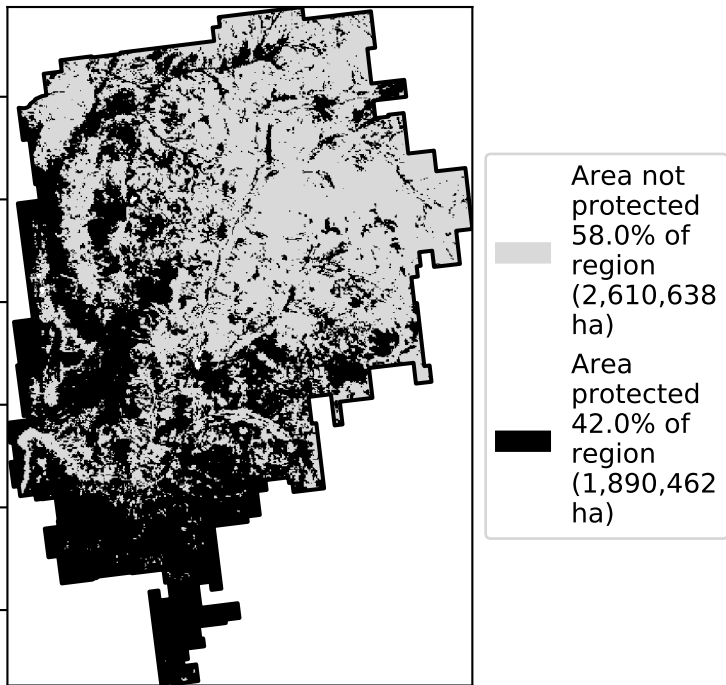 Area not
protected
58.0% of
region
(2,610,638
ha)
Area
protected
42.0% of
region
(1,890,462
ha)